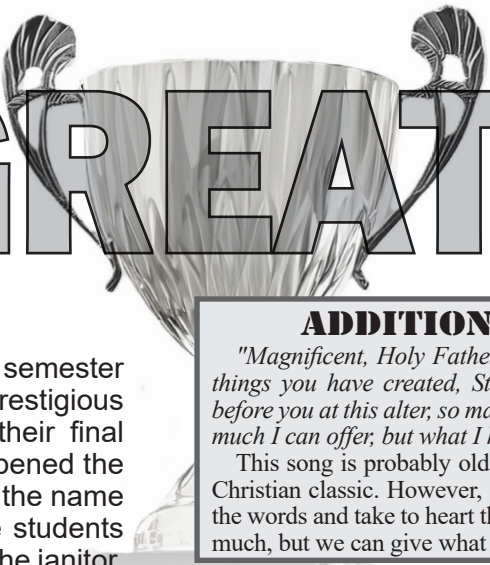 GREAT
semester
restigious
their final
pened the
the name
e students
he janitor.
ADDITION
"Magnificent, Holy Fathe
things you have created, St
before you at this alter, so ma
much I can offer, but what I h
This song is probably old
Christian classic. However,
the words and take to heart th
much, but we can give what